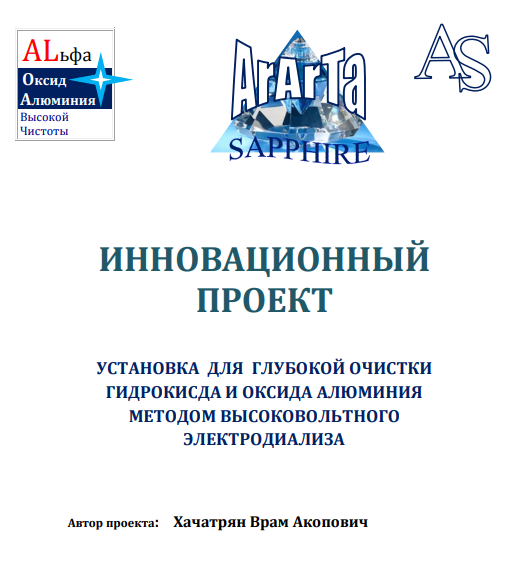 ALьфа
Оксид
Алюминия
Высокой
Чистоты
ArArTa
SAPPHIRE
AS
ИННОВАЦИОННЫЙ
ПРОЕКТ
УСТАНОВКА ДЛЯ ГЛУБОКОЙ ОЧИСТКИ
ГИДРОКИСДА И ОКСИДА АЛЮМИНИЯ
МЕТОДОМ ВЫСОКОВОЛЬТНОГО
ЭЛЕКТРОДИАЛИЗА
Автор проекта: Хачатрян Врам Акопович